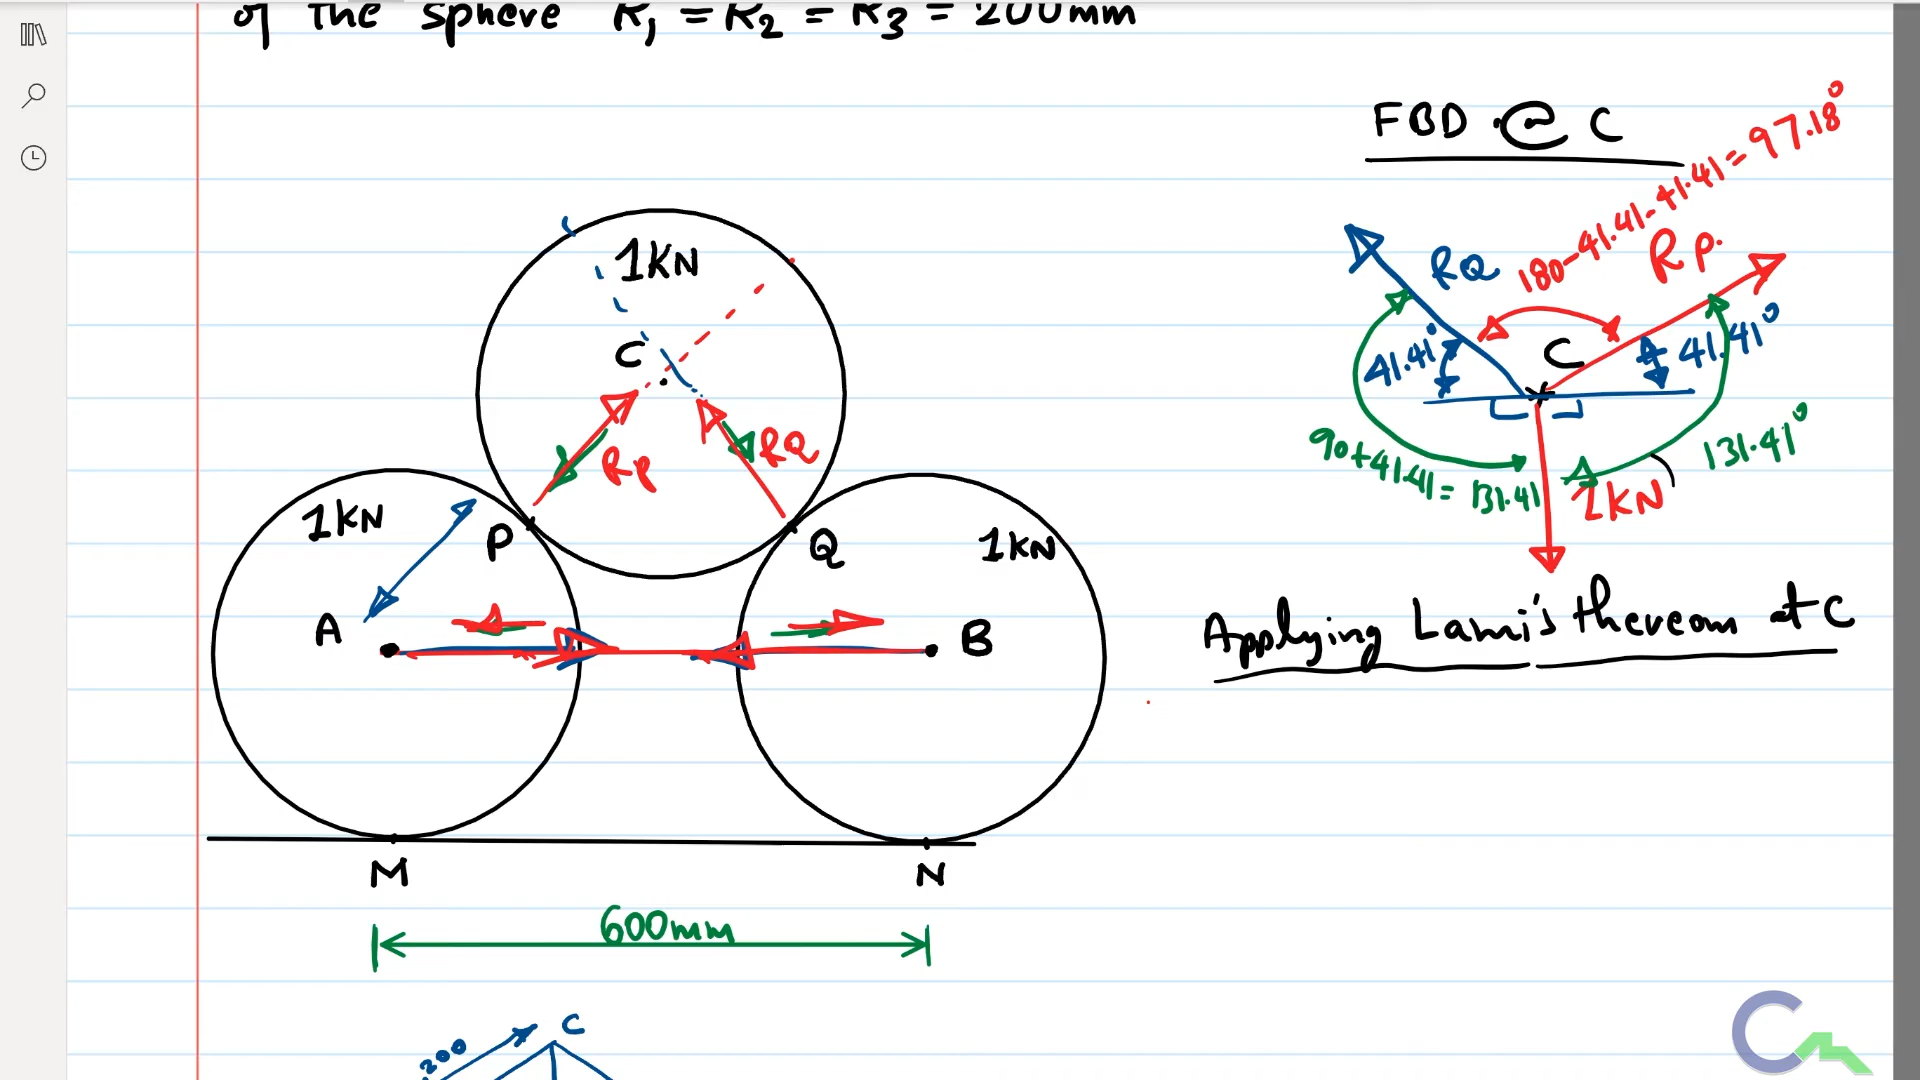 of the sphere R1 = R2 = R3 = 200mm
FBD @ C
180-41.41-41.41 = 97.18°
RQ
RP.
41.41°
C
41.41°
90+41.41 = 131.41
131.41°
1KN
Applying Lami's thereom at C
1KN
C
RP
RQ
1KN
P
Q
1KN
A
B
M
N
600mm
200
C